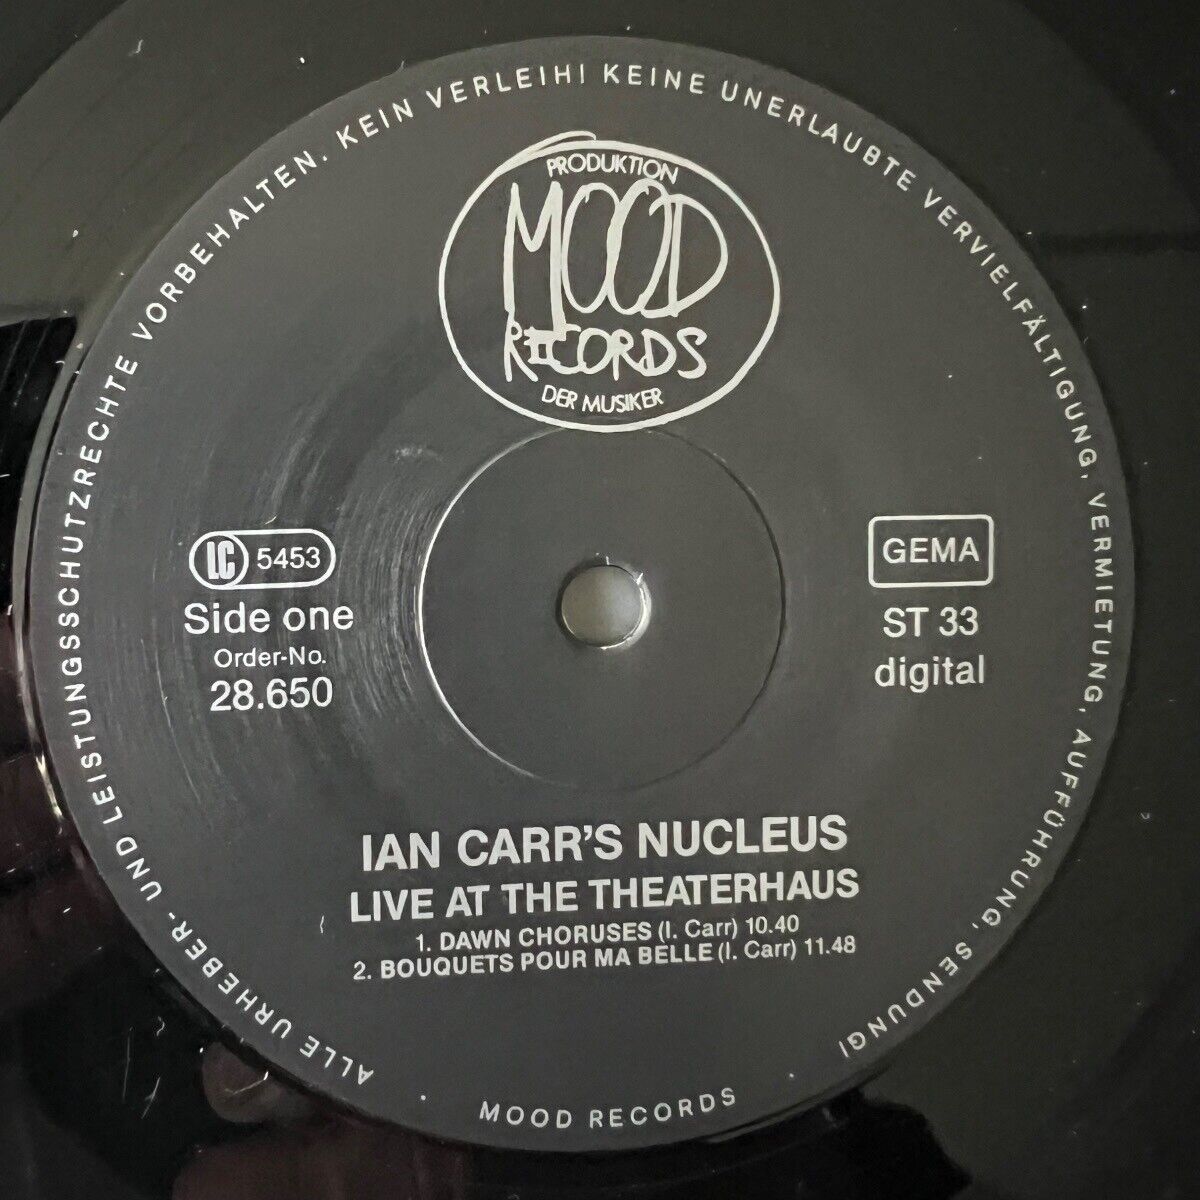 ALLE URHEBER- UND LEISTUNGSSCHUTZRECHTE VORBEHALTEN. KEIN VERLEIH! KEINE UNERLAUBTE VERVIELFÄLTIGUNG, VERMIETUNG, AUFFÜHRUNG, SENDUNG!
PRODUKTION
MOOD
RECORDS
DER MUSIKER
LC 5453
Side one
Order-No.
28.650
GEMA
ST 33
digital
IAN CARR'S NUCLEUS
LIVE AT THE THEATERHAUS
1. DAWN CHORUSES (I. Carr) 10.40
2. BOUQUETS POUR MA BELLE (I. Carr) 11.48
· MOOD RECORDS ·